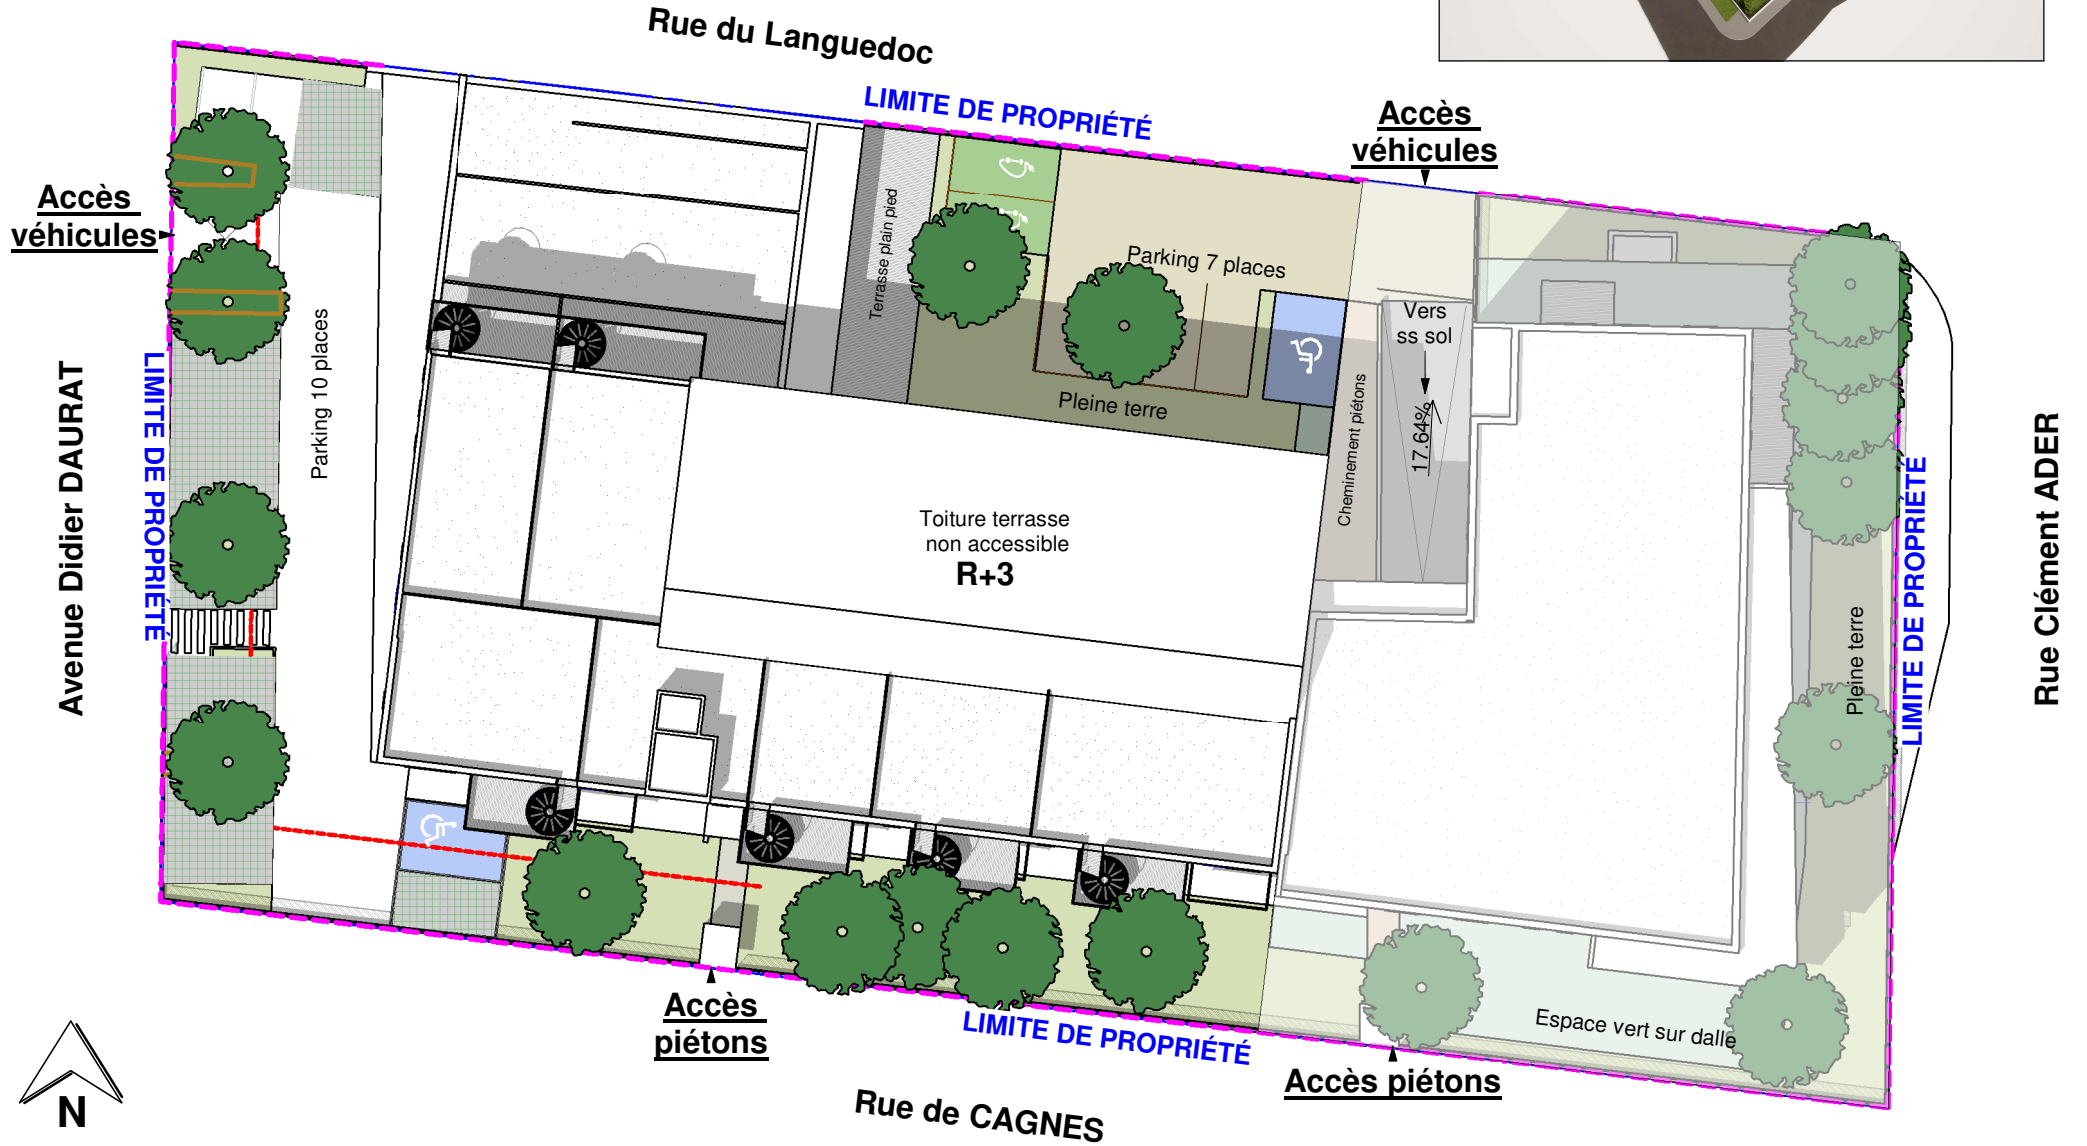 Rue du Languedoc
LIMITE DE PROPRIÉTÉ
Accès
véhicules
Accès
véhicules
Terrasse plain pied
Parking 7 places
Vers
ss sol
17.64%
Parking 10 places
Pleine terre
Cheminement piétons
LIMITE DE PROPRIÉTÉ
Avenue Didier DAURAT
Toiture terrasse
non accessible
R+3
Pleine terre
LIMITE DE PROPRIÉTÉ
Rue Clément ADER
Accès
piétons
LIMITE DE PROPRIÉTÉ
Espace vert sur dalle
Accès piétons
Rue de CAGNES
N